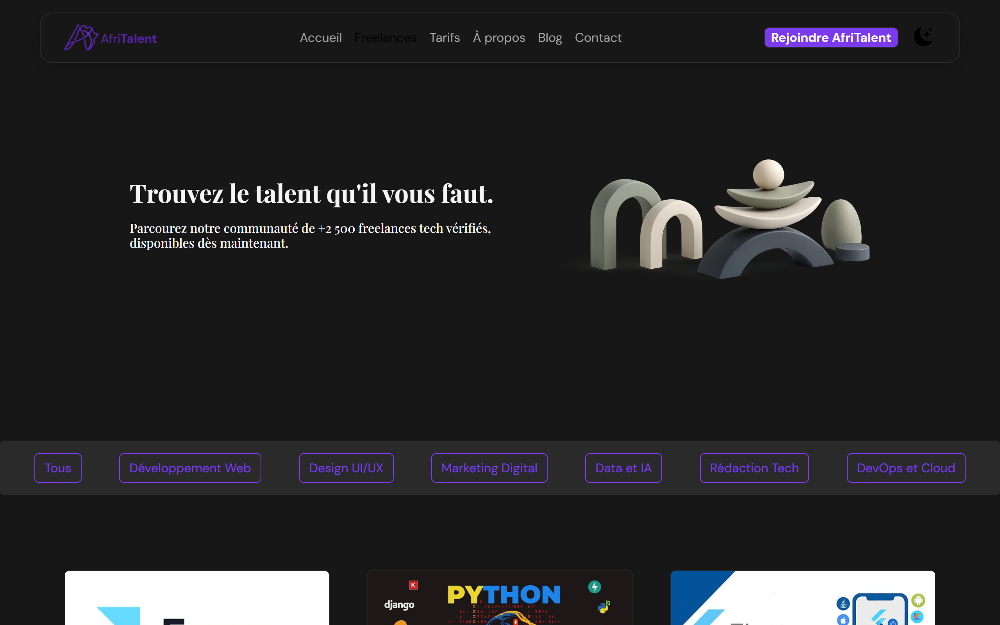 AfriTalent
Accueil Freelances Tarifs À propos Blog Contact
Rejoindre AfriTalent
Trouvez le talent qu'il vous faut.
Parcourez notre communauté de +2 500 freelances tech vérifiés,
disponibles dès maintenant.
Tous
Développement Web
Design UI/UX
Marketing Digital
Data et IA
Rédaction Tech
DevOps et Cloud
K
PYTHON
django